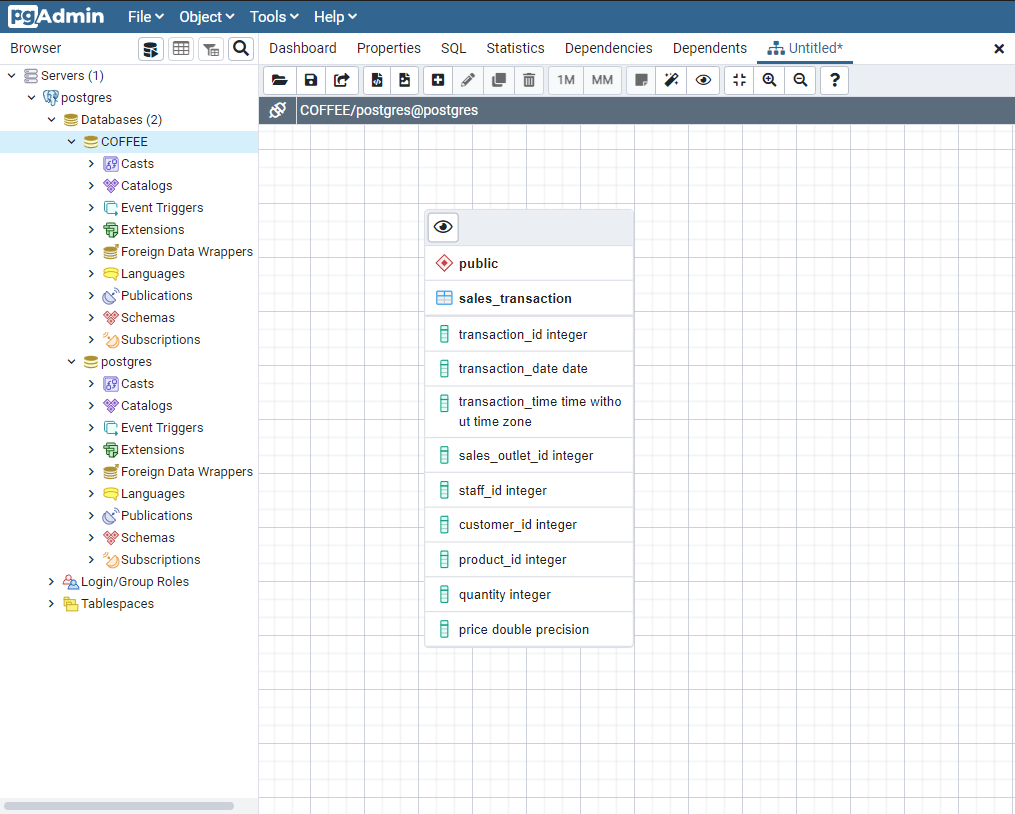 pgAdmin File Object Tools Help
Browser
Dashboard Properties SQL Statistics Dependencies Dependents Untitled*
1M MM ?
COFFEE/postgres@postgres
Servers (1)
postgres
Databases (2)
COFFEE
Casts
Catalogs
Event Triggers
Extensions
Foreign Data Wrappers
Languages
Publications
Schemas
Subscriptions
postgres
Casts
Catalogs
Event Triggers
Extensions
Foreign Data Wrappers
Languages
Publications
Schemas
Subscriptions
Login/Group Roles
Tablespaces
public
sales_transaction
transaction_id integer
transaction_date date
transaction_time time witho
ut time zone
sales_outlet_id integer
staff_id integer
customer_id integer
product_id integer
quantity integer
price double precision